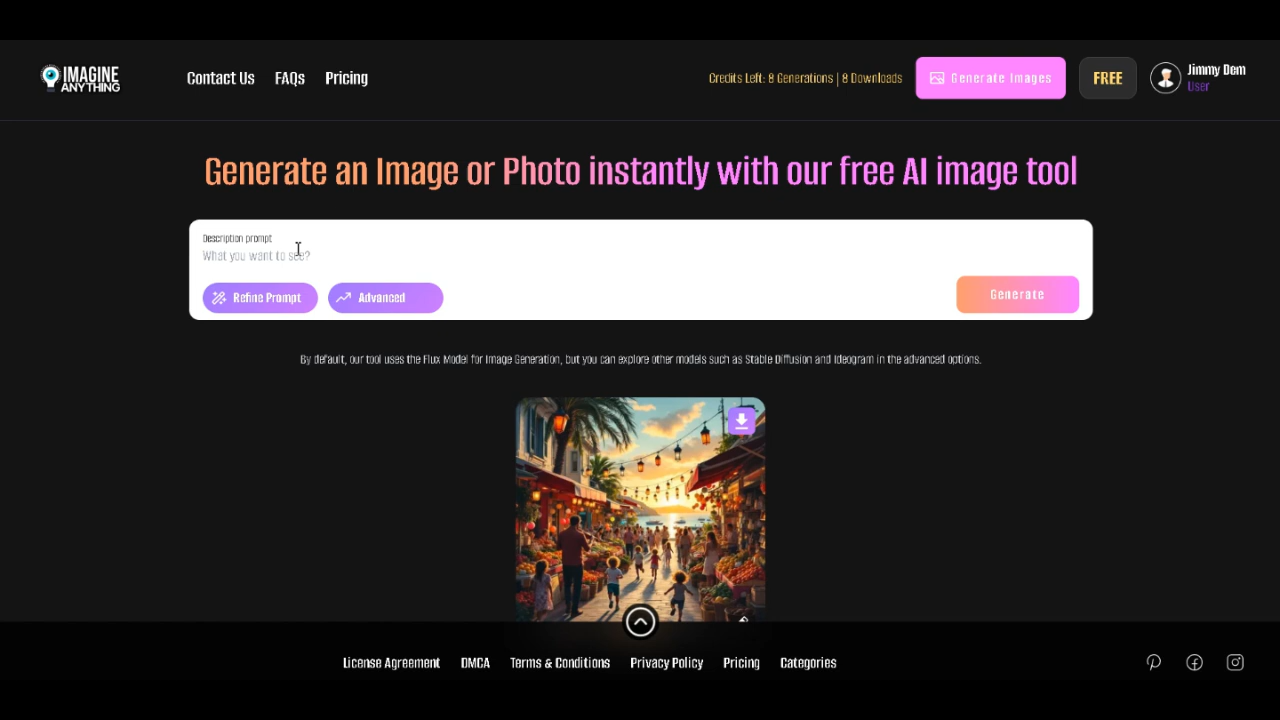 IMAGINE
ANYTHING
Contact Us FAQs Pricing
Credits Left: 8 Generations | 8 Downloads
Generate Images
FREE
Jimmy Dem
User
Generate an Image or Photo instantly with our free AI image tool
Description prompt
What you want to see?
Refine Prompt
Advanced
Generate
By default, our tool uses the Flux Model for Image Generation, but you can explore other models such as Stable Diffusion and Ideogram in the advanced options.
License Agreement DMCA Terms & Conditions Privacy Policy Pricing Categories